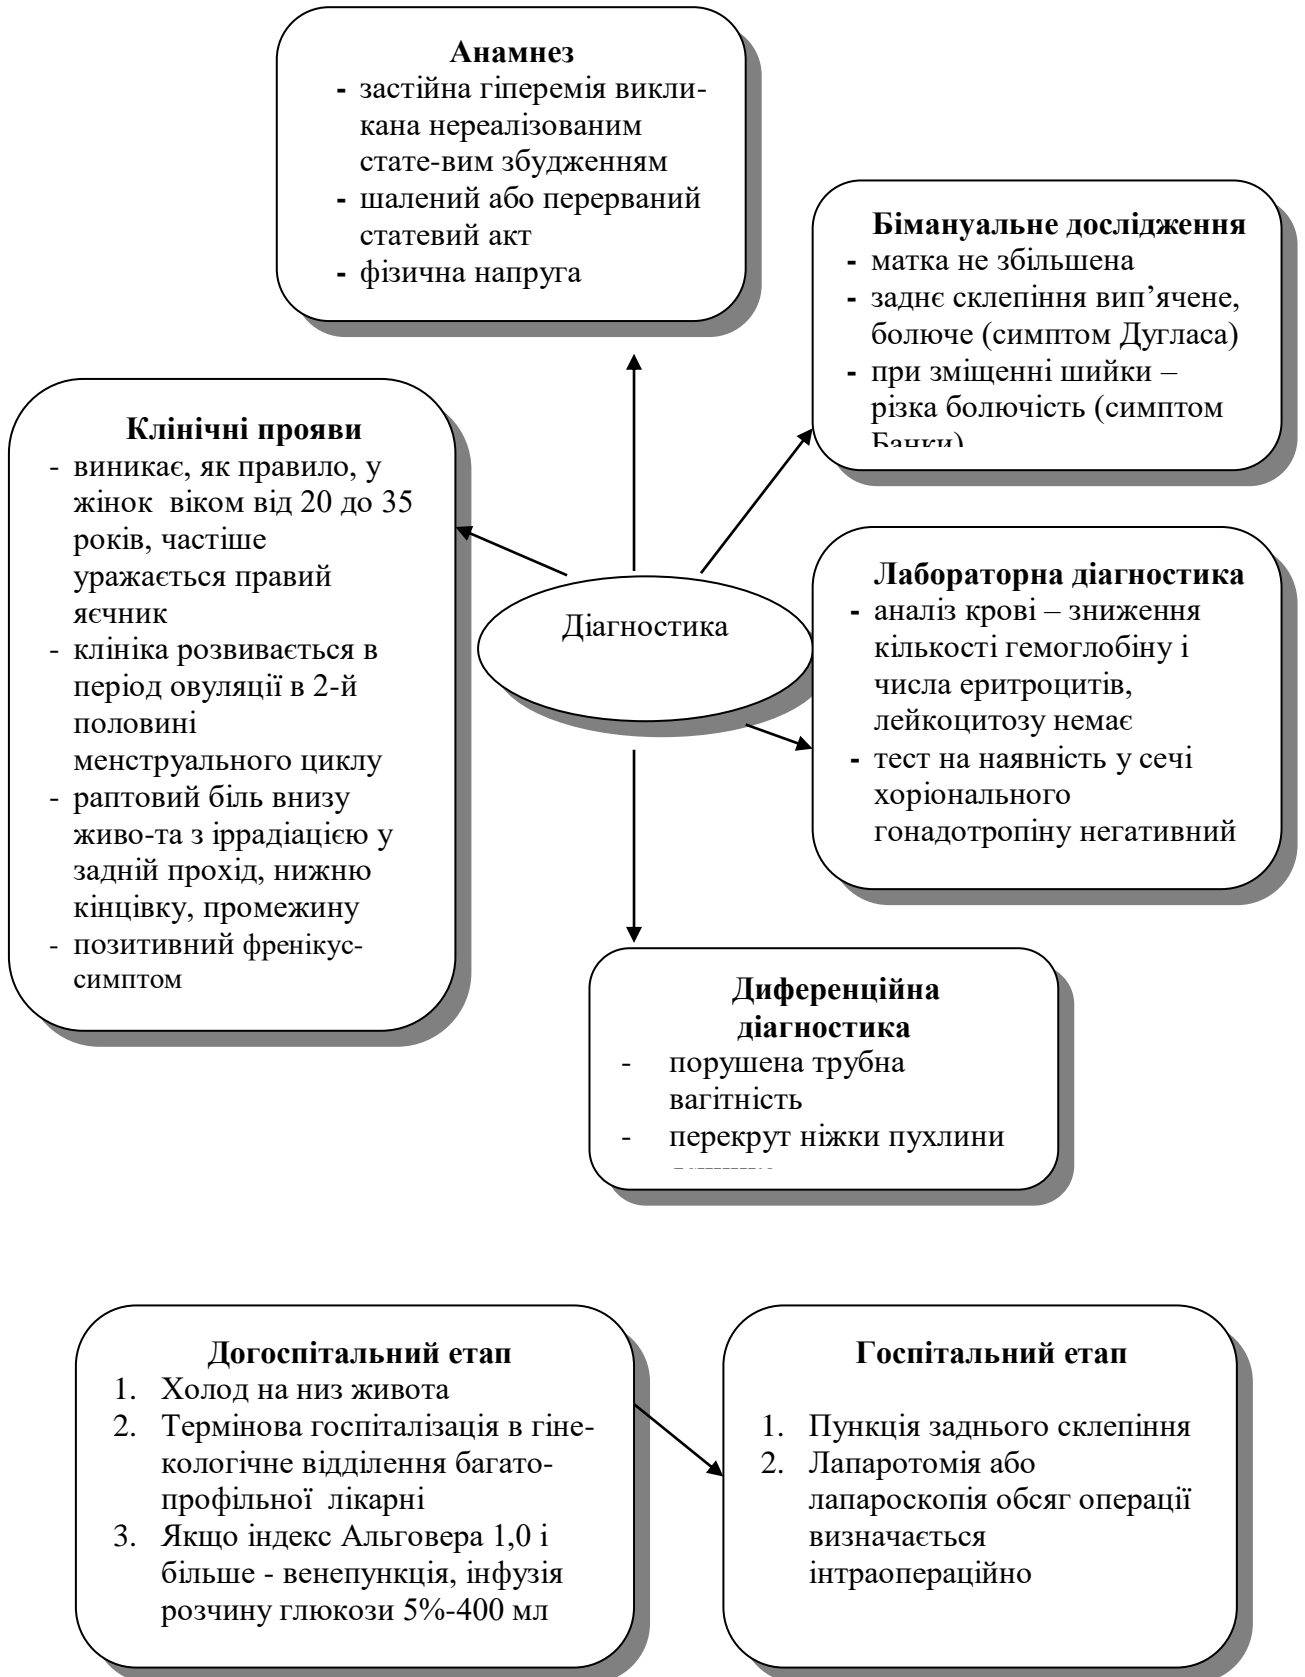 Анамнез
- застійна гіперемія викли-
кана нереалізованим
стате-вим збудженням
- шалений або перерваний
статевий акт
- фізична напруга
Бімануальне дослідження
- матка не збільшена
- заднє склепіння вип’ячене,
болюче (симптом Дугласа)
- при зміщенні шийки –
різка болючість (симптом
Банки)
Клінічні прояви
- виникає, як правило, у
жінок віком від 20 до 35
років, частіше
уражається правий
яєчник
- клініка розвивається в
період овуляції в 2-й
половині
менструального циклу
- раптовий біль внизу
живо-та з іррадіацією у
задній прохід, нижню
кінцівку, промежину
- позитивний френікус-
симптом
Діагностика
Лабораторна діагностика
- аналіз крові – зниження
кількості гемоглобіну і
числа еритроцитів,
лейкоцитозу немає
- тест на наявність у сечі
хоріонального
гонадотропіну негативний
Диференційна
діагностика
- порушена трубна
вагітність
- перекрут ніжки пухлини
Догоспітальний етап
1. Холод на низ живота
2. Термінова госпіталізація в гіне-
кологічне відділення багато-
профільної лікарні
3. Якщо індекс Альговера 1,0 і
більше - венепункція, інфузія
розчину глюкози 5%-400 мл
Госпітальний етап
1. Пункція заднього склепіння
2. Лапаротомія або
лапароскопія обсяг операції
визначається
інтраопераційно